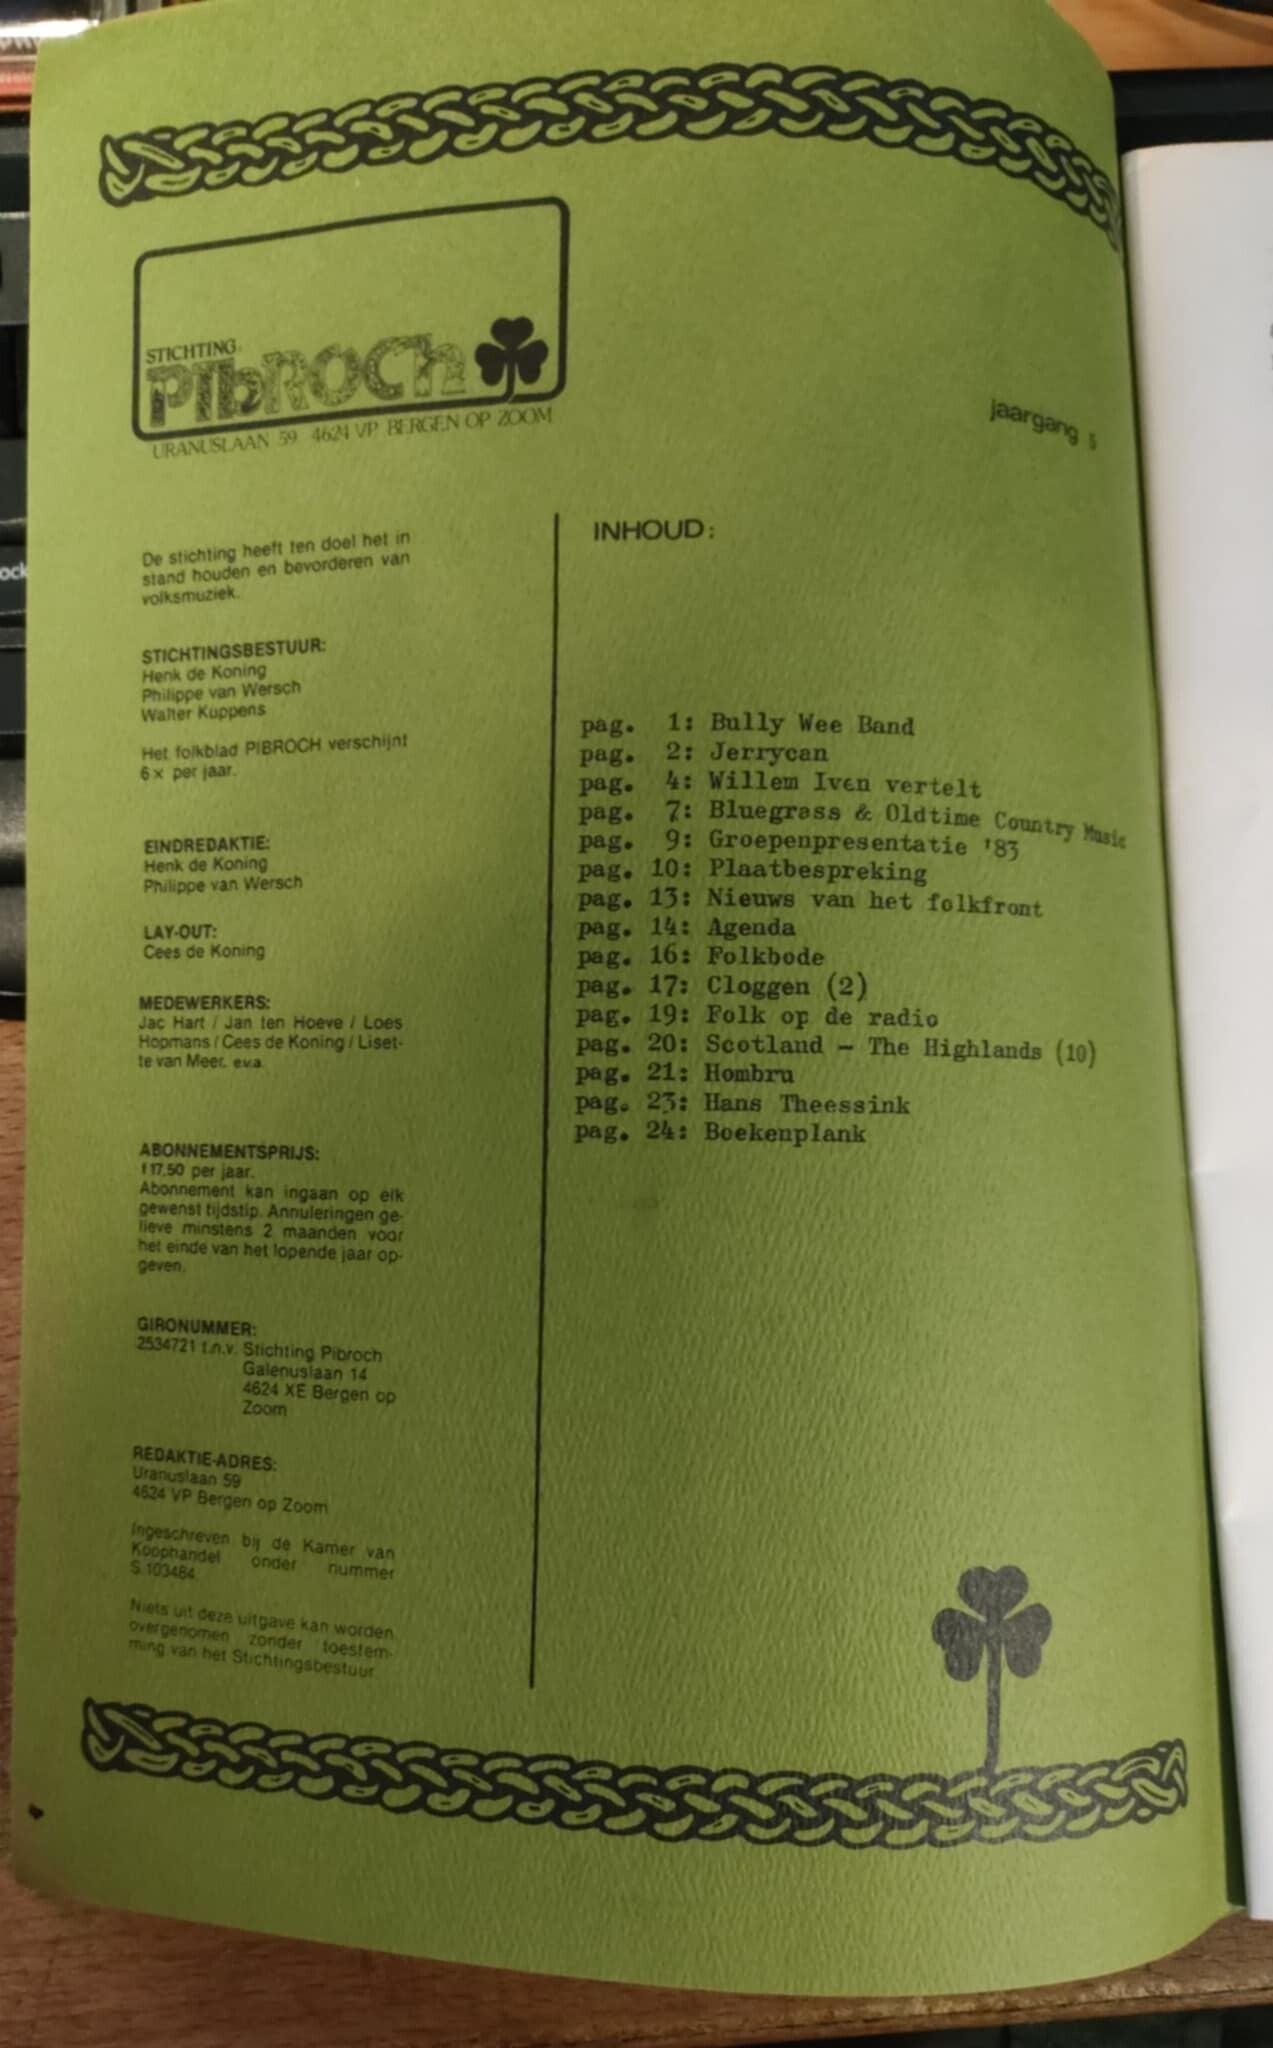 STICHTING
PIbROCh
URANUSLAAN 59 4624 VP BERGEN OP ZOOM
jaargang 5
De stichting heeft ten doel het in
stand houden en bevorderen van
volksmuziek.
STICHTINGSBESTUUR:
Henk de Koning
Philippe van Wersch
Walter Kuppens
Het folkblad PIBROCH verschijnt
6 x per jaar.
EINDREDAKTIE:
Henk de Koning
Philippe van Wersch
LAY-OUT:
Cees de Koning
MEDEWERKERS:
Jac Hart / Jan ten Hoeve / Loes
Hopmans / Cees de Koning / Liset-
te van Meer. e.v.a.
ABONNEMENTSPRIJS:
f 17,50 per jaar.
Abonnement kan ingaan op elk
gewenst tijdstip. Annuleringen ge-
lieve minstens 2 maanden voor
het einde van het lopende jaar op-
geven.
GIRONUMMER:
2534721 t.n.v. Stichting Pibroch
Galenuslaan 14
4624 XE Bergen op
Zoom
REDAKTIE-ADRES:
Uranuslaan 59
4624 VP Bergen op Zoom
Ingeschreven bij de Kamer van
Koophandel onder nummer
S 103484
Niets uit deze uitgave kan worden
overgenomen zonder toestem-
ming van het Stichtingsbestuur
INHOUD:
pag. 1: Bully Wee Band
pag. 2: Jerrycan
pag. 4: Willem Iven vertelt
pag. 7: Bluegrass & Oldtime Country Music
pag. 9: Groepenpresentatie '83
pag. 10: Plaatbespreking
pag. 13: Nieuws van het folkfront
pag. 14: Agenda
pag. 16: Folkbode
pag. 17: Cloggen (2)
pag. 19: Folk op de radio
pag. 20: Scotland - The Highlands (10)
pag. 21: Hombru
pag. 23: Hans Theessink
pag. 24: Boekenplank